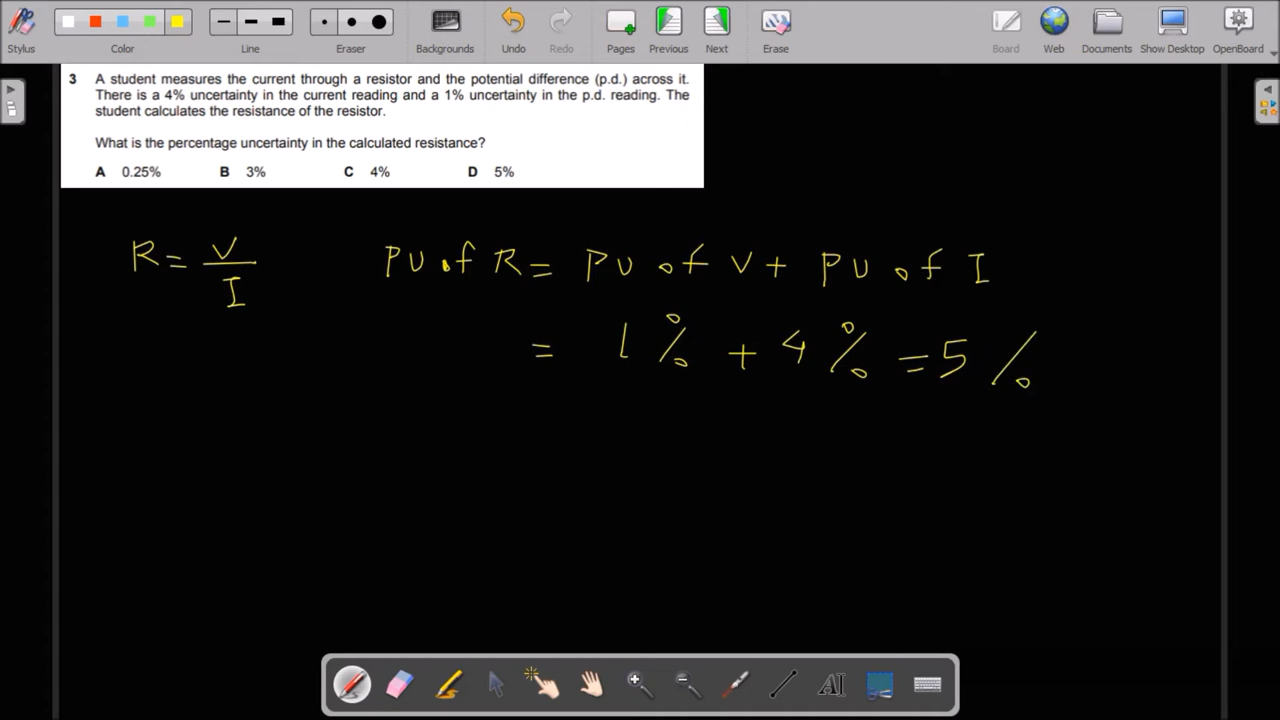 Stylus Color Line Eraser Backgrounds Undo Redo Pages Previous Next Erase Board Web Documents Show Desktop OpenBoard
3 A student measures the current through a resistor and the potential difference (p.d.) across it.
There is a 4% uncertainty in the current reading and a 1% uncertainty in the p.d. reading. The
student calculates the resistance of the resistor.
What is the percentage uncertainty in the calculated resistance?
A 0.25% B 3% C 4% D 5%
R = V/I PU of R = PU of V + PU of I
= 1% + 4% = 5%
AI